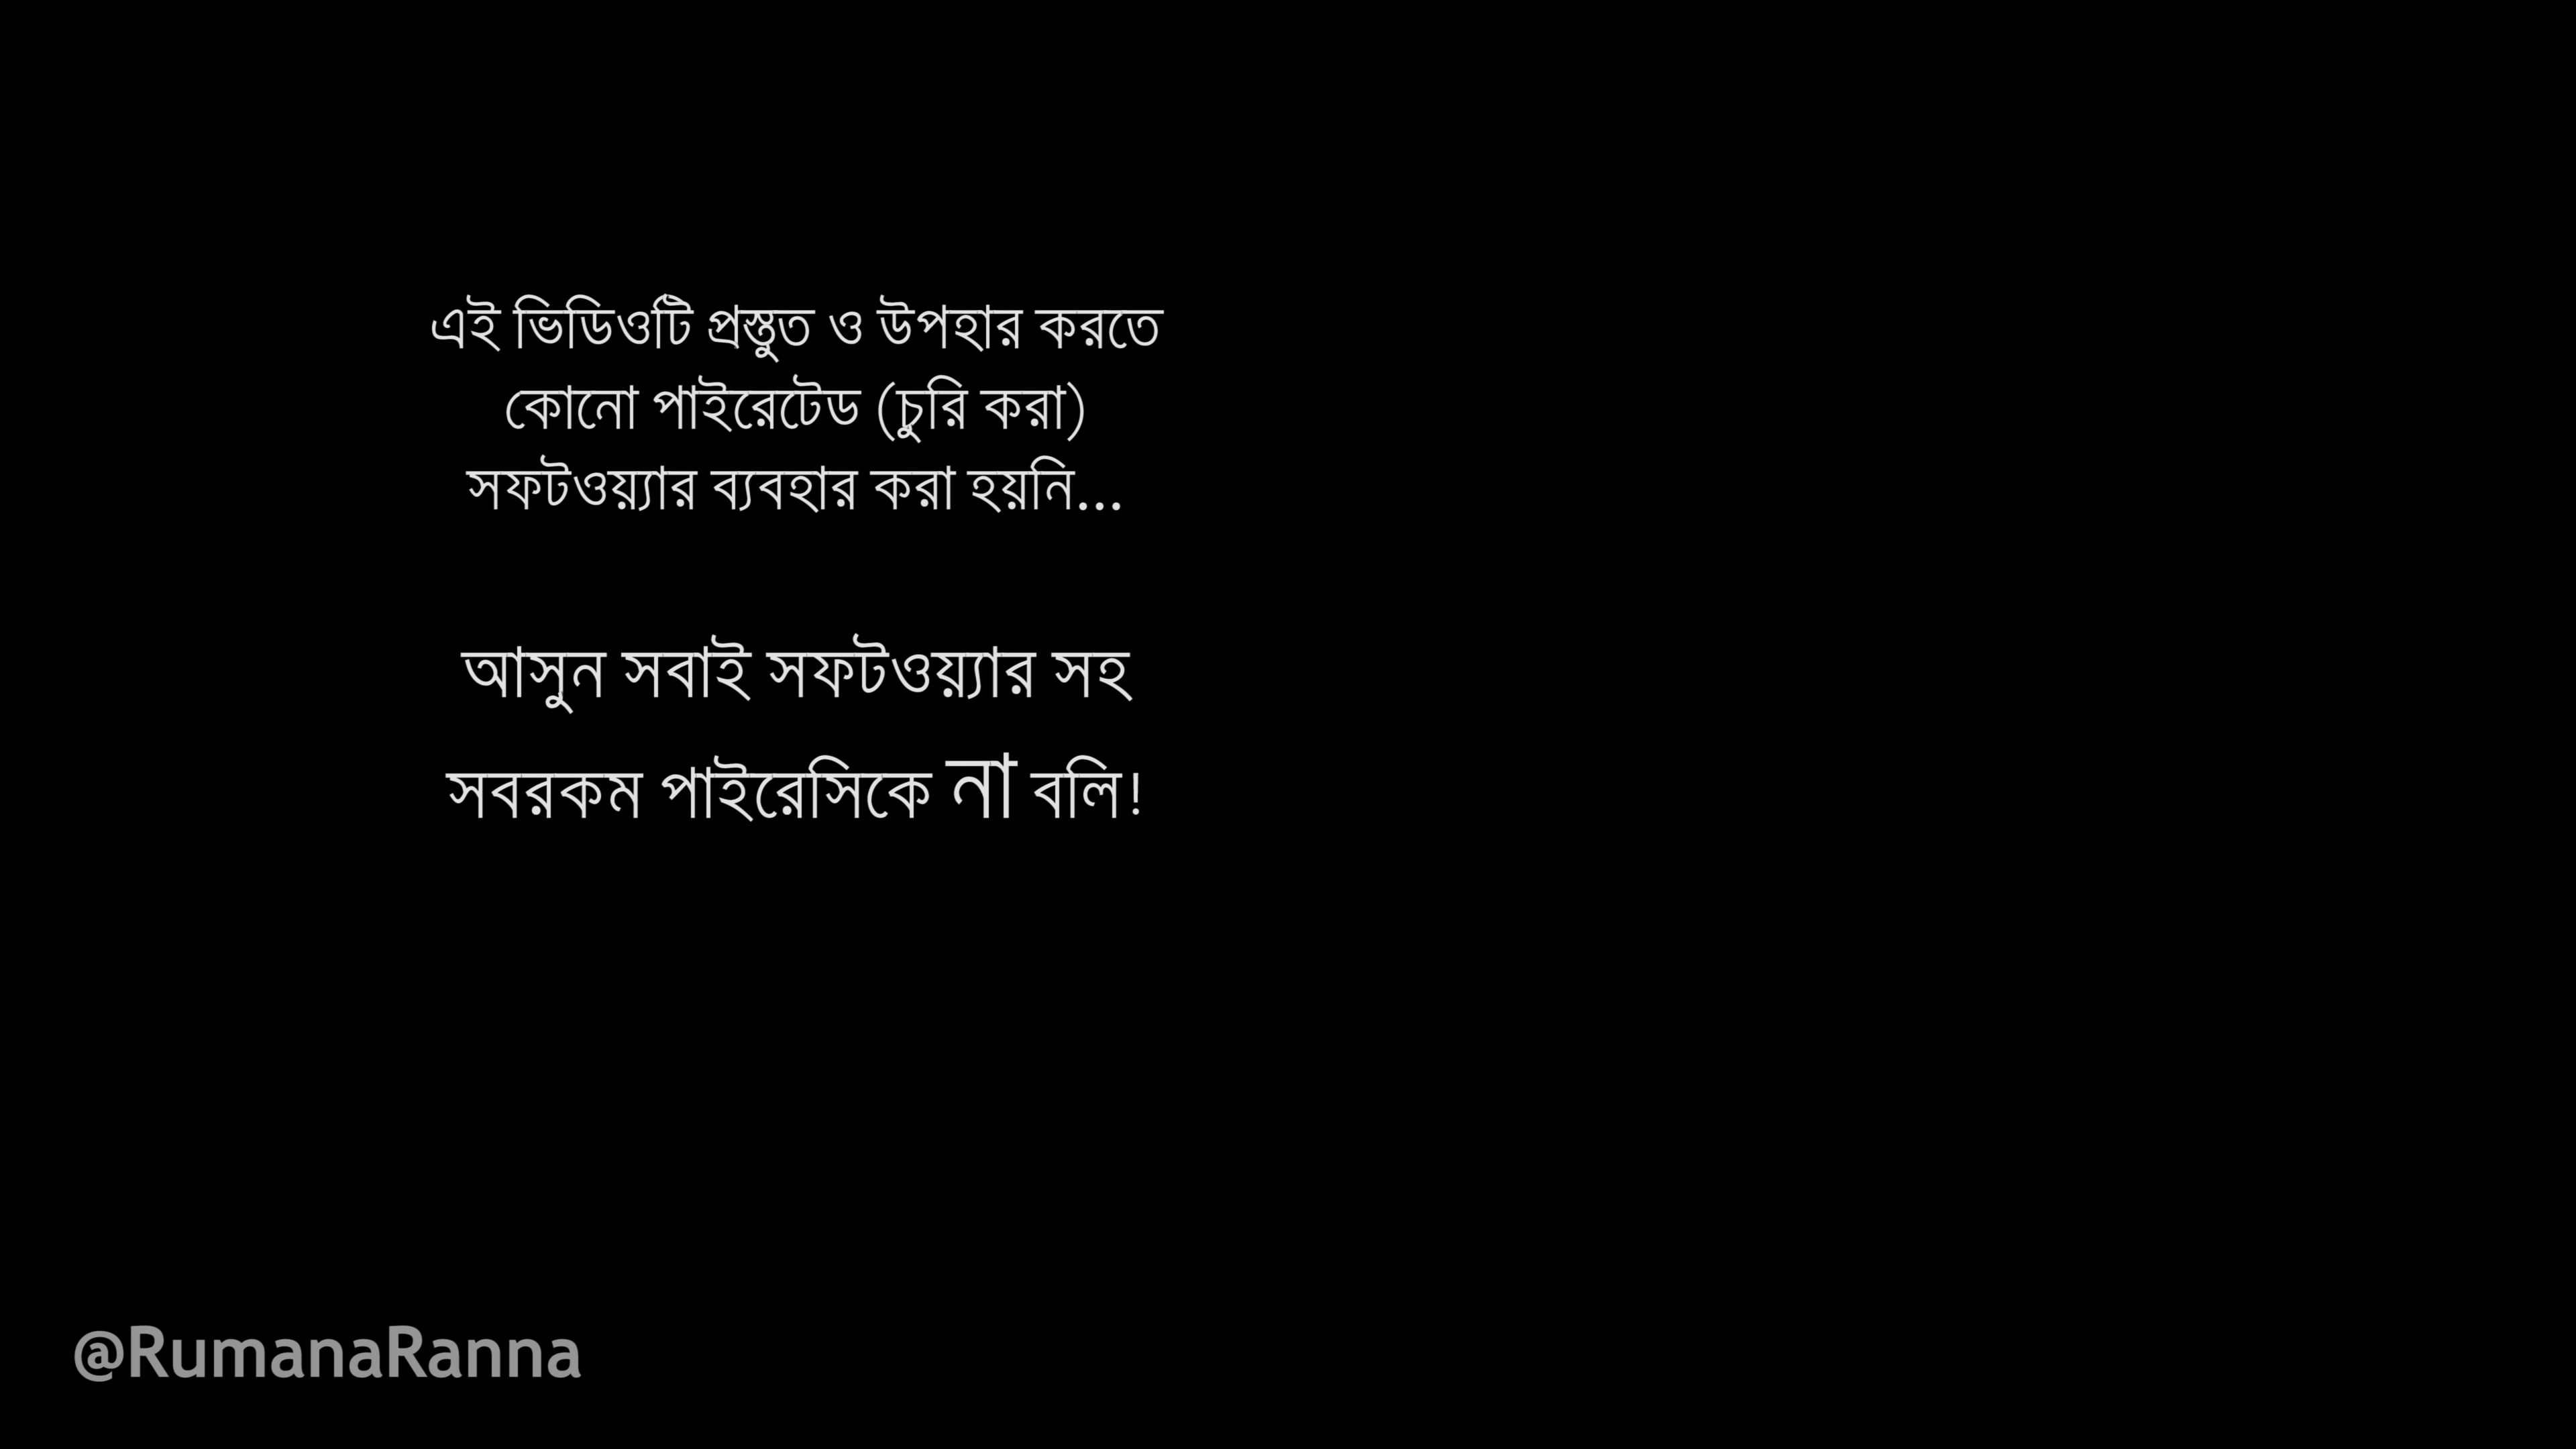 এই ভিডিওটি প্রস্তুত ও উপহার করতে
কোনো পাইরেটেড (চুরি করা)
সফটওয়্যার ব্যবহার করা হয়নি...
আসুন সবাই সফটওয়্যার সহ
সবরকম পাইরেসিকে না বলি!
@RumanaRanna